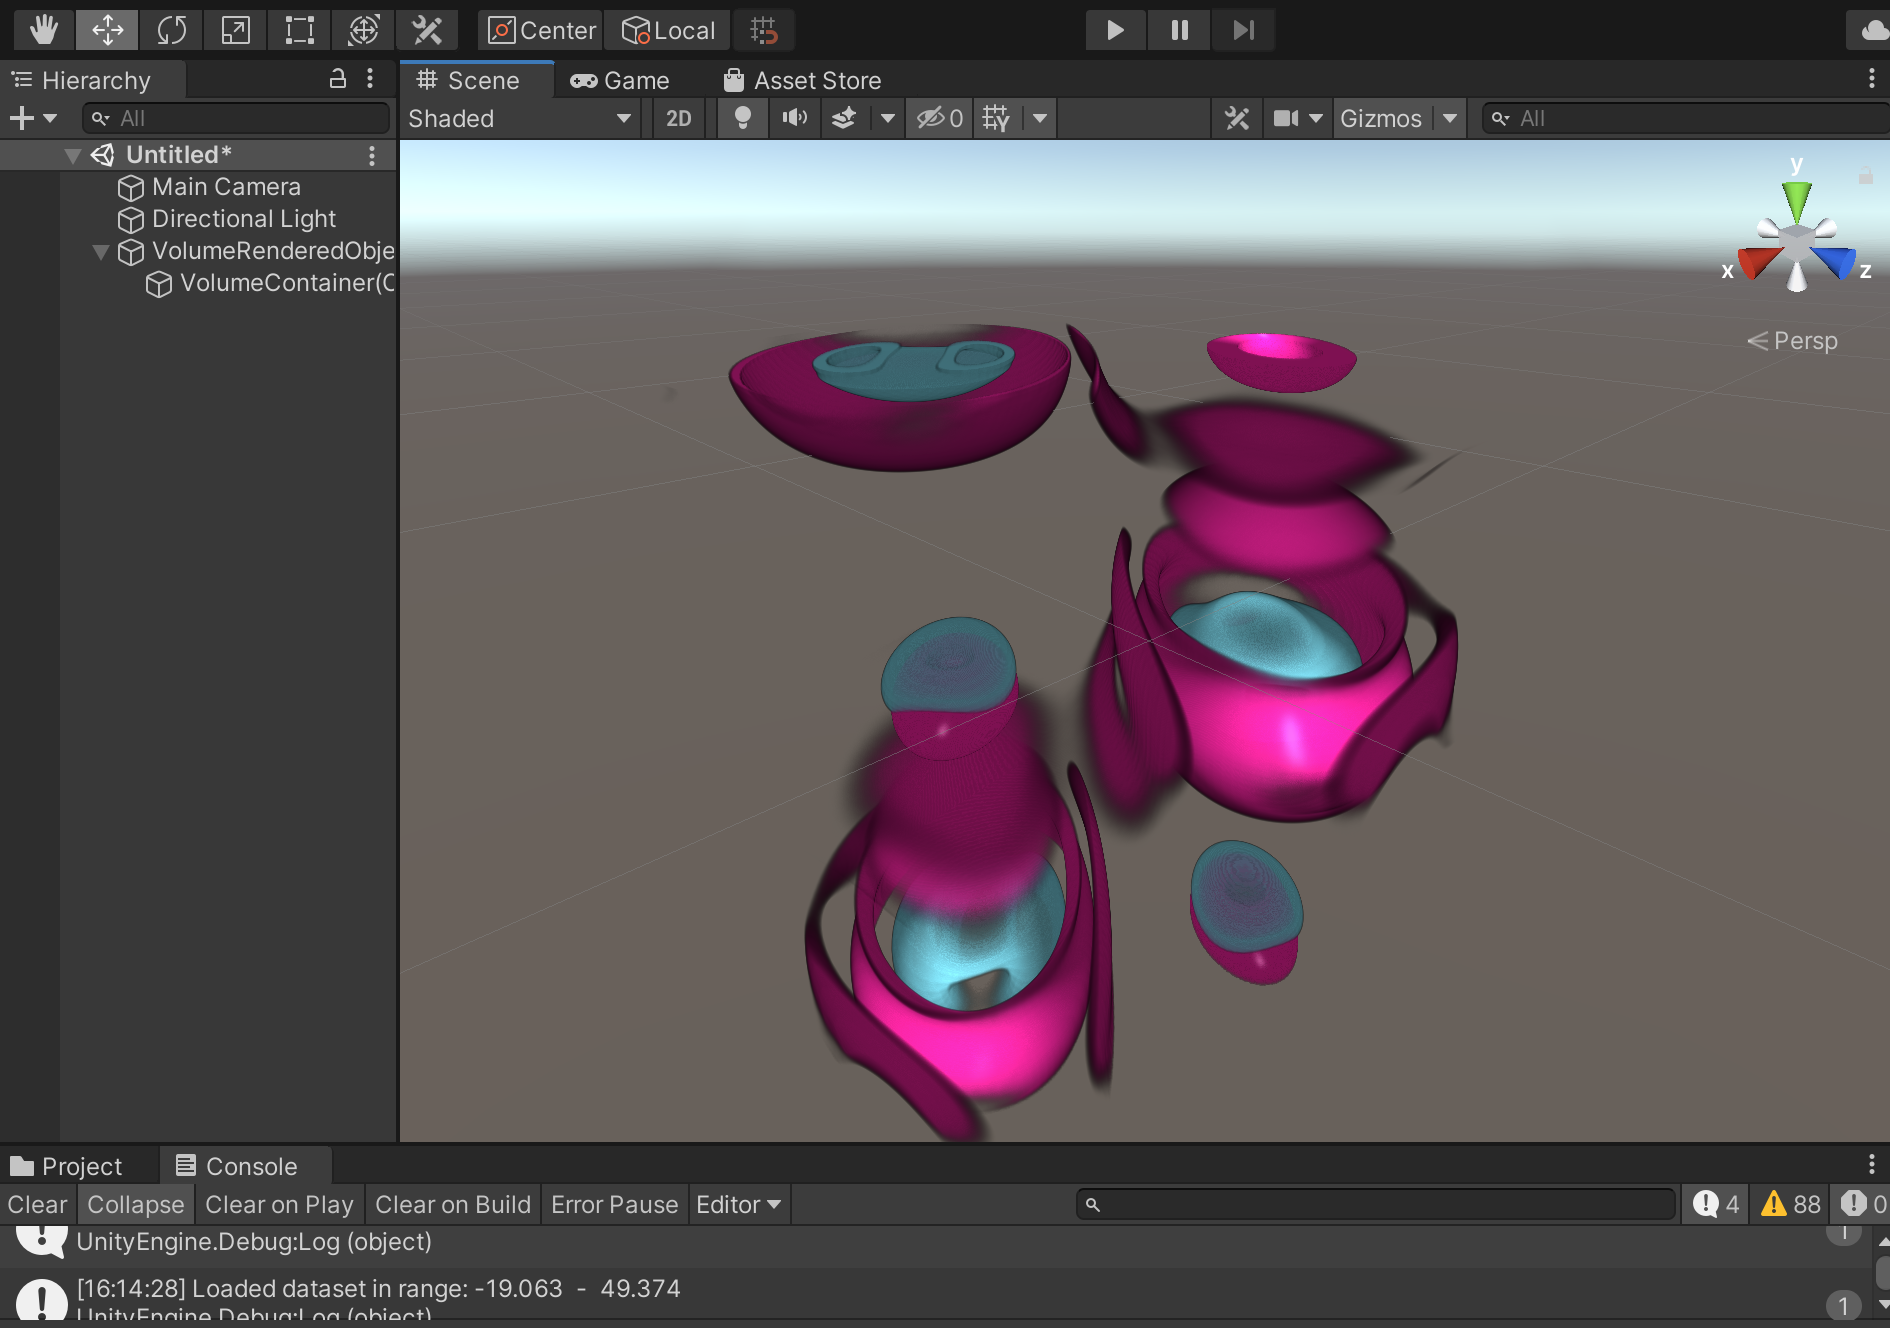 Center
Local
Hierarchy
Scene
Game
Asset Store
All
Shaded
2D
0
Gizmos
All
Untitled*
Main Camera
Directional Light
VolumeRenderedObje
VolumeContainer(C
y
x
z
Persp
Project
Console
Clear
Collapse
Clear on Play
Clear on Build
Error Pause
Editor
4
88
0
UnityEngine.Debug:Log (object)
1
[16:14:28] Loaded dataset in range: -19.063 - 49.374
UnityEngine.Debug:Log (object)
1